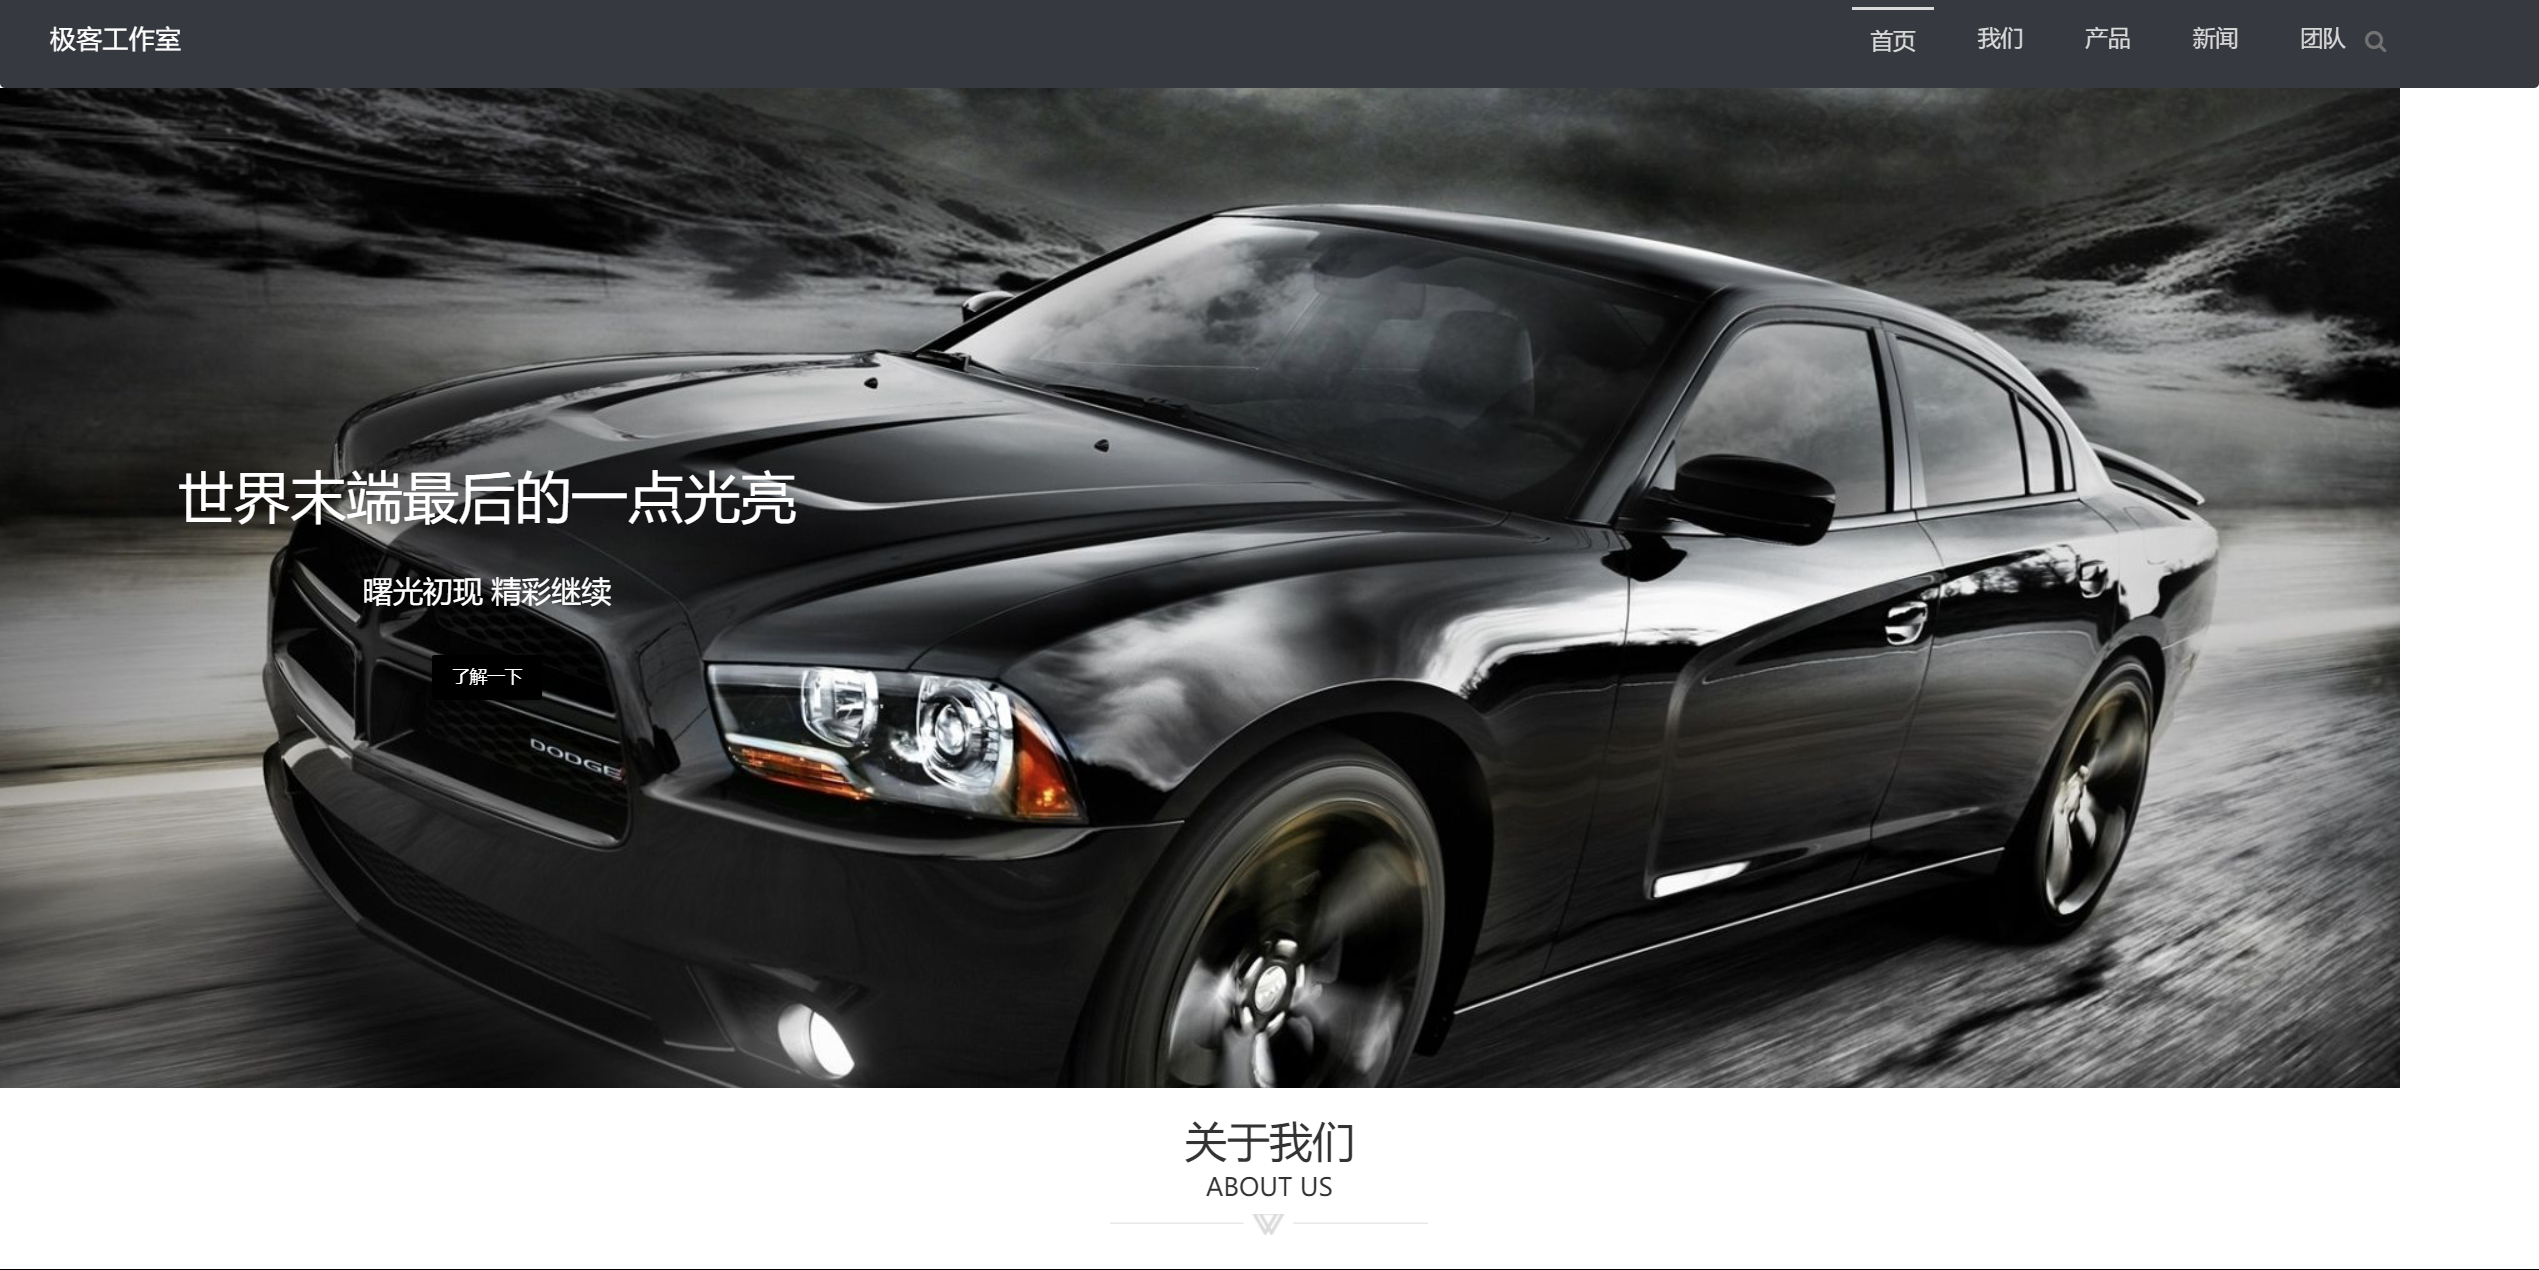 极客工作室
首页 我们 产品 新闻 团队
世界末端最后的一点光亮
曙光初现 精彩继续
了解一下
DODGE
关于我们
ABOUT US